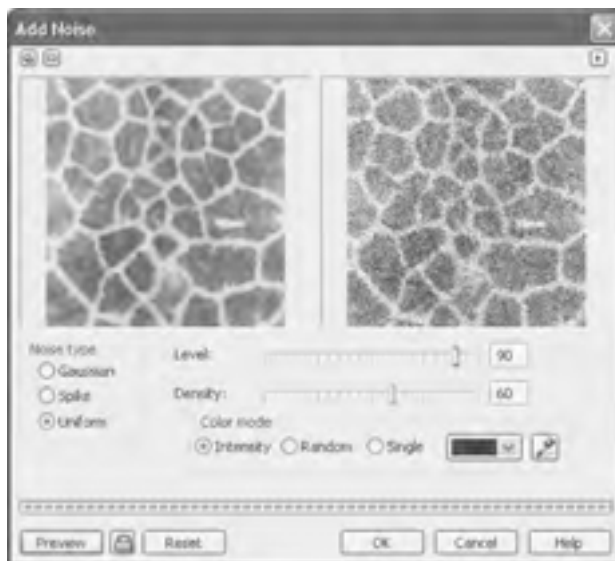 Add Noise
Noise type
Gaussian
Spike
Uniform
Level:
90
Density:
60
Color mode
Intensity
Random
Single
Preview
Reset
OK
Cancel
Help